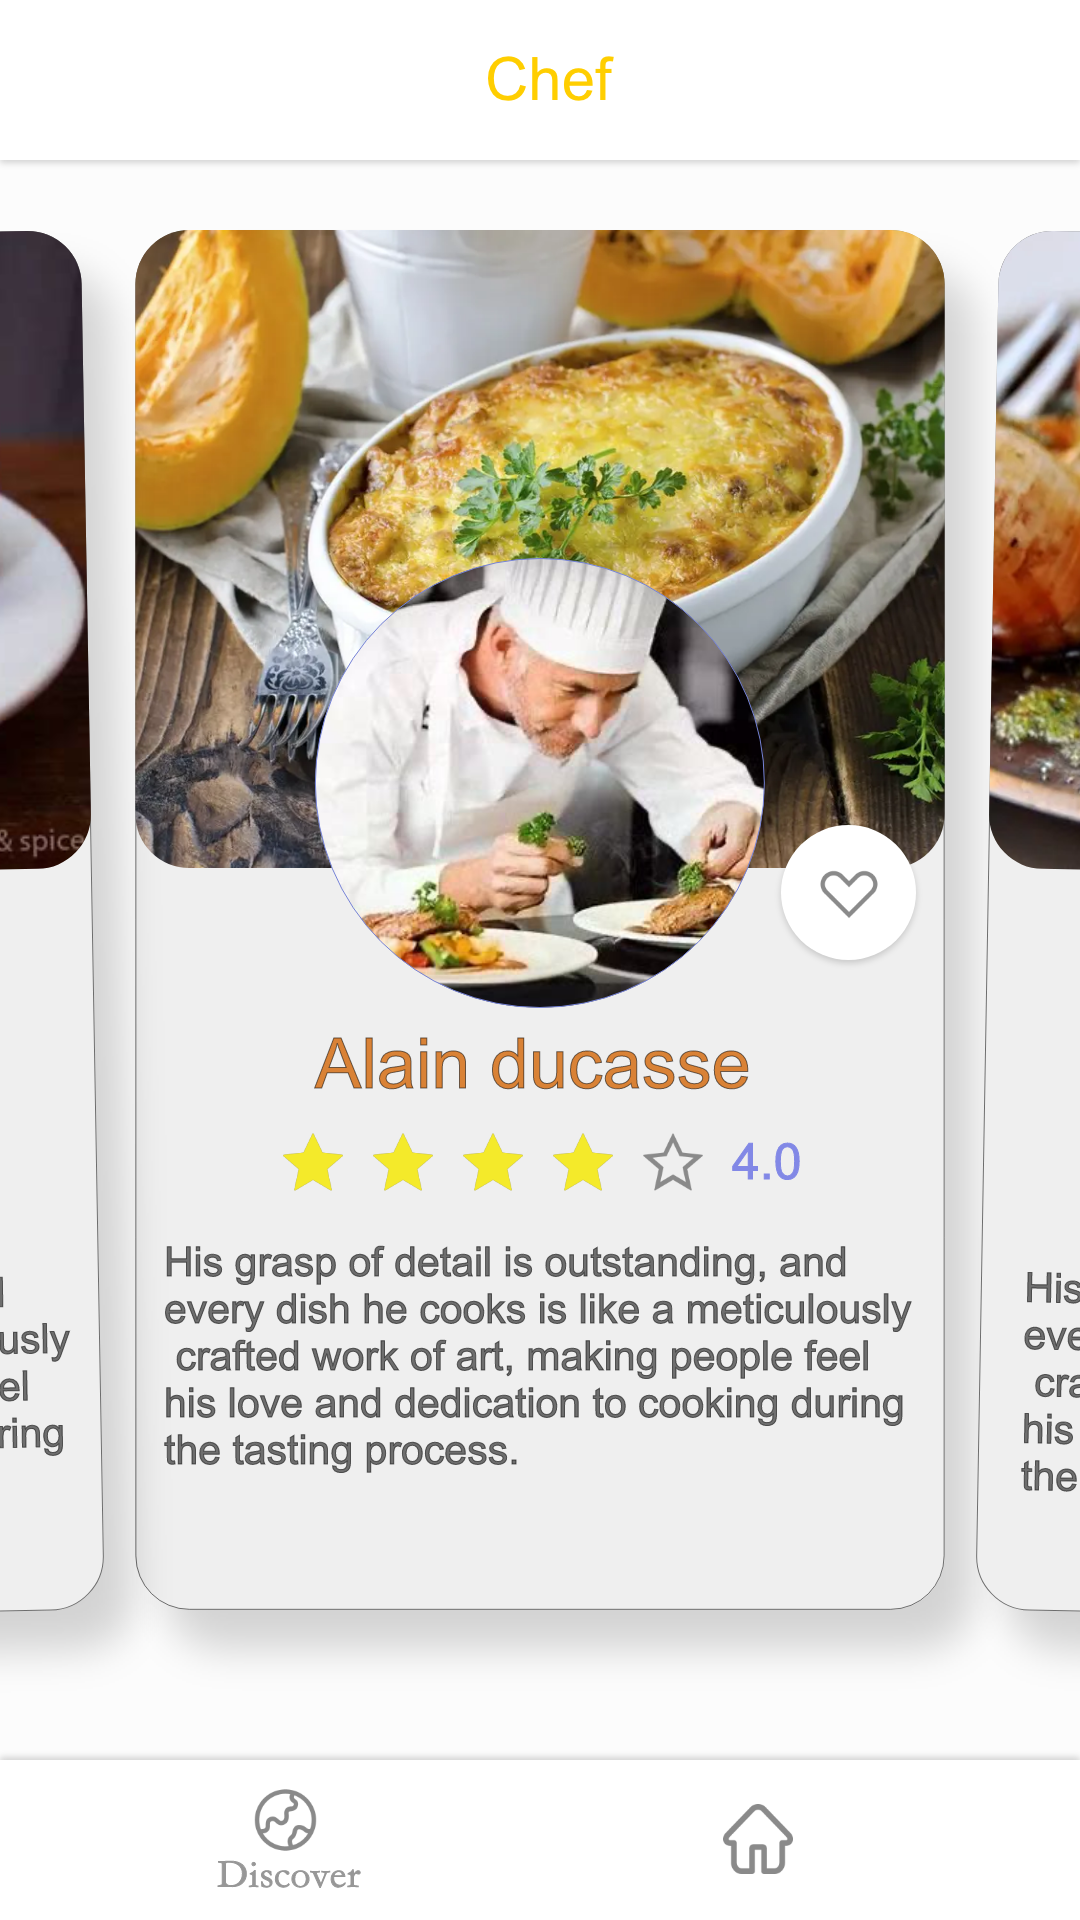 Chef
& spice
Alain ducasse
4.0
His grasp of detail is outstanding, and
every dish he cooks is like a meticulously
crafted work of art, making people feel
his love and dedication to cooking during
the tasting process.
usly
el
ring
His
eve
cra
his
the
Discover